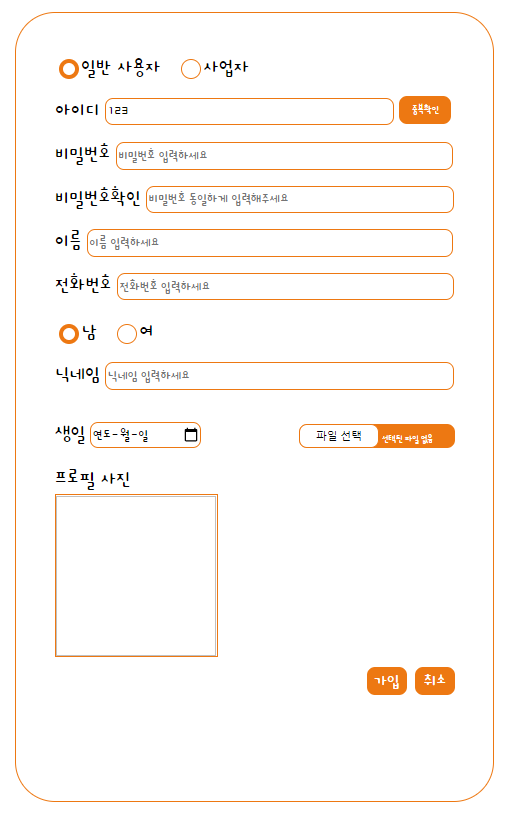 일반 사용자 사업자
아이디 123 중복확인
비밀번호 비밀번호 입력하세요
비밀번호확인 비밀번호 동일하게 입력해주세요
이름 이름 입력하세요
전화번호 전화번호 입력하세요
남 여
닉네임 닉네임 입력하세요
생일 연도-월-일 파일 선택 선택된 파일 없음
프로필 사진
가입 취소